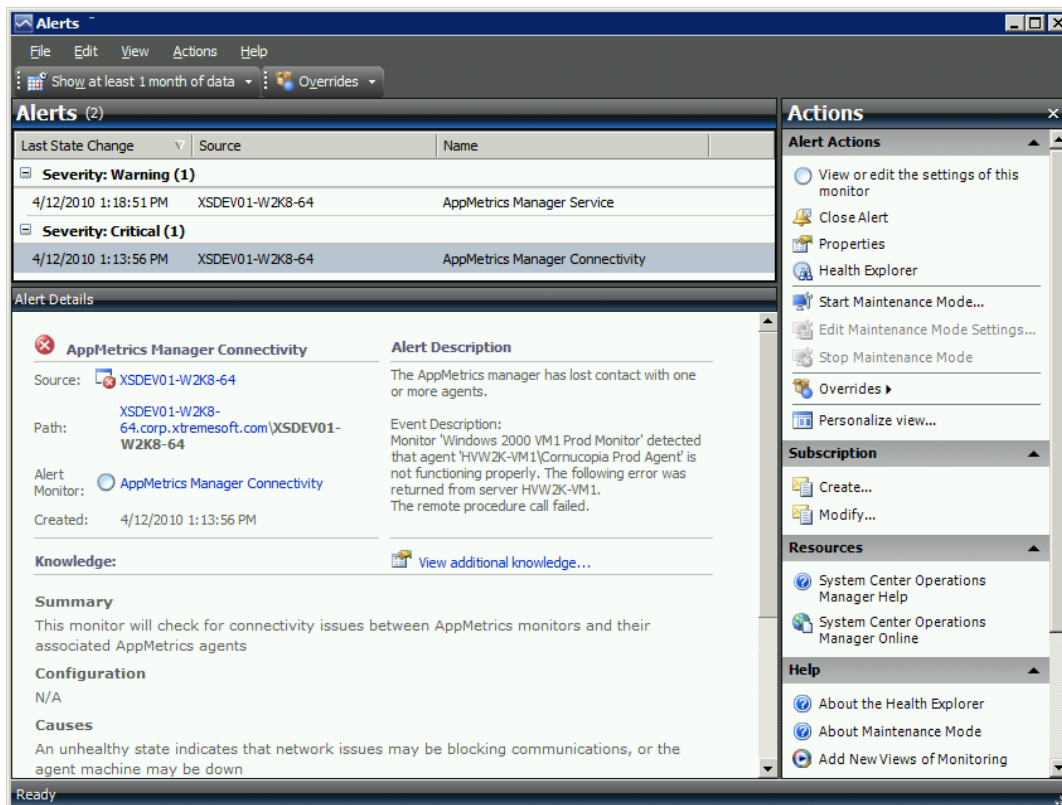 Alerts
File Edit View Actions Help
Show at least 1 month of data Overrides
Alerts (2)
Last State Change Source Name
Severity: Warning (1)
4/12/2010 1:18:51 PM XSDEV01-W2K8-64 AppMetrics Manager Service
Severity: Critical (1)
4/12/2010 1:13:56 PM XSDEV01-W2K8-64 AppMetrics Manager Connectivity
Alert Details
AppMetrics Manager Connectivity
Source: XSDEV01-W2K8-64
Path: XSDEV01-W2K8-
64.corp.xtremesoft.com\XSDEV01-
W2K8-64
Alert
Monitor: AppMetrics Manager Connectivity
Created: 4/12/2010 1:13:56 PM
Alert Description
The AppMetrics manager has lost contact with one
or more agents.
Event Description:
Monitor 'Windows 2000 VM1 Prod Monitor' detected
that agent 'HVW2K-VM1\Cornucopia Prod Agent' is
not functioning properly. The following error was
returned from server HVW2K-VM1.
The remote procedure call failed.
Knowledge: View additional knowledge...
Summary
This monitor will check for connectivity issues between AppMetrics monitors and their
associated AppMetrics agents
Configuration
N/A
Causes
An unhealthy state indicates that network issues may be blocking communications, or the
agent machine may be down
Actions
Alert Actions
View or edit the settings of this
monitor
Close Alert
Properties
Health Explorer
Start Maintenance Mode...
Edit Maintenance Mode Settings...
Stop Maintenance Mode
Overrides
Personalize view...
Subscription
Create...
Modify...
Resources
System Center Operations
Manager Help
System Center Operations
Manager Online
Help
About the Health Explorer
About Maintenance Mode
Add New Views of Monitoring
Ready